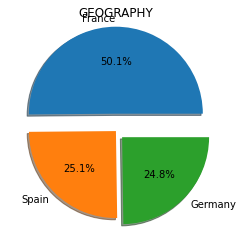 GEOGRAPHY
France
50.1%
25.1%
24.8%
Spain
Germany